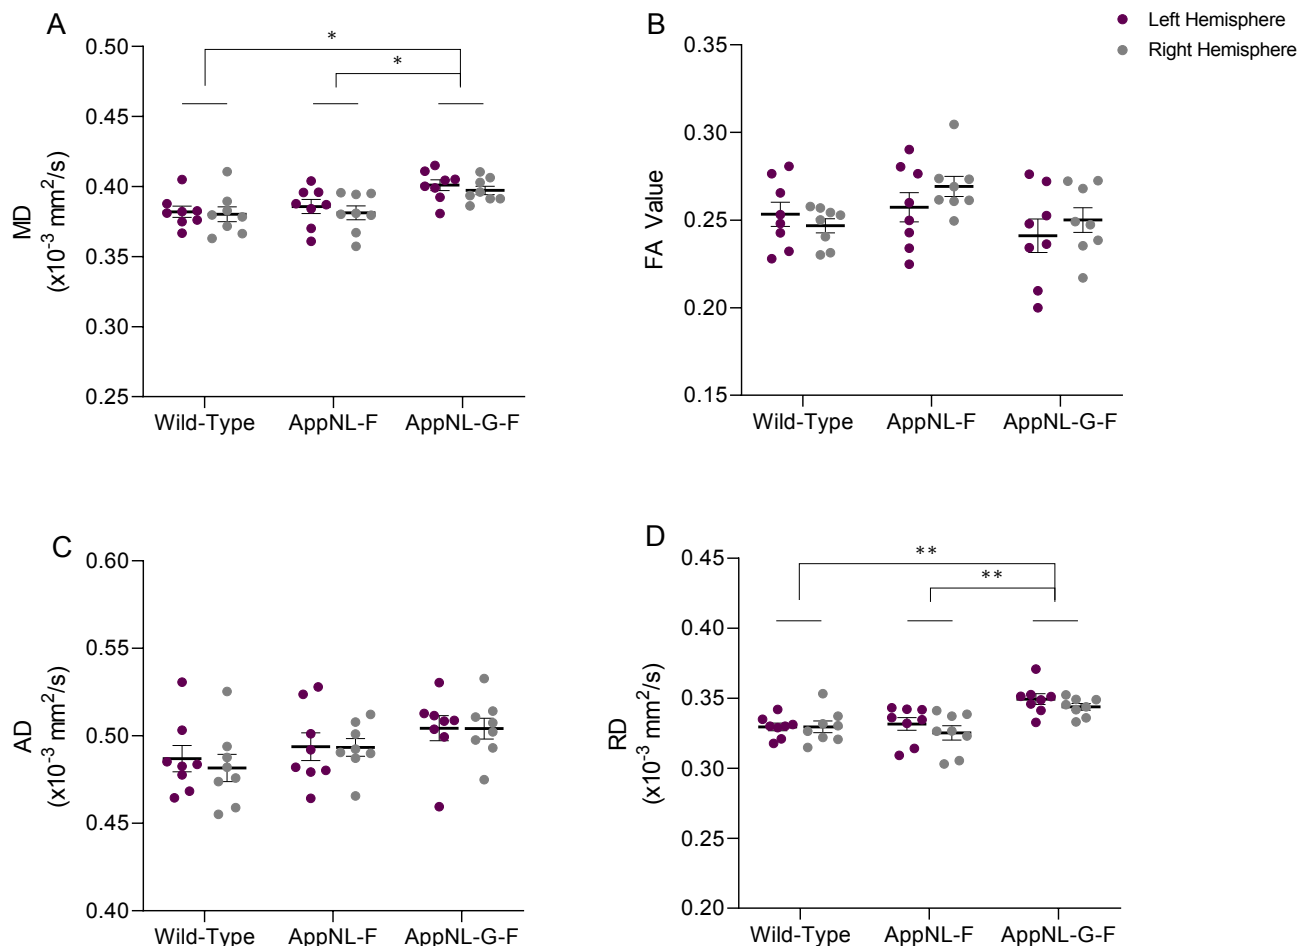 A
0.50
0.45
0.40
0.35
0.30
0.25
MD
(x10⁻³ mm²/s)
*
*
Wild-Type AppNL-F AppNL-G-F
B
0.35
0.30
0.25
0.20
0.15
FA Value
Wild-Type AppNL-F AppNL-G-F
Left Hemisphere
Right Hemisphere
C
0.60
0.55
0.50
0.45
0.40
AD
(x10⁻³ mm²/s)
Wild-Type AppNL-F AppNL-G-F
D
0.45
0.40
0.35
0.30
0.25
0.20
RD
(x10⁻³ mm²/s)
**
**
Wild-Type AppNL-F AppNL-G-F